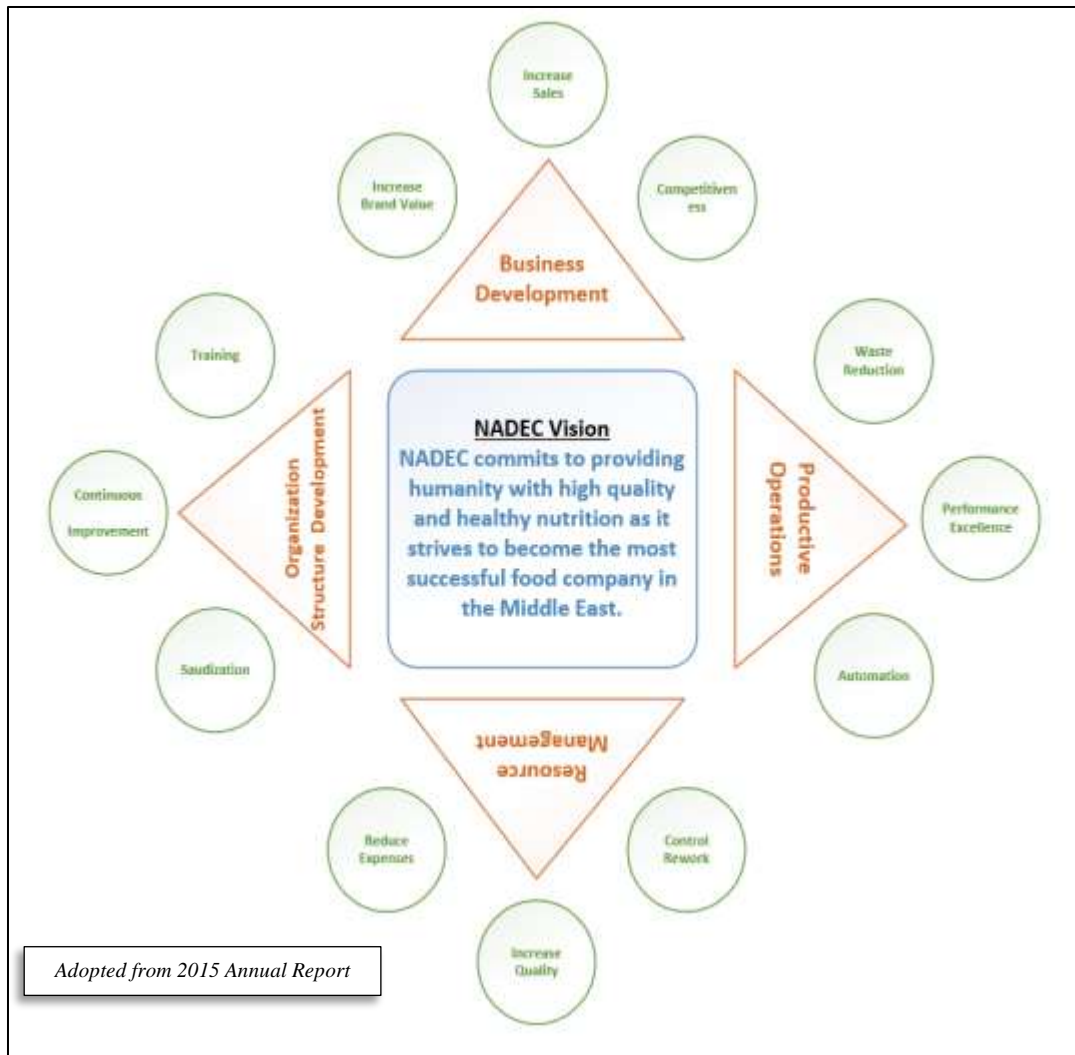 Increase
Sales
Increase
Brand Value
Competitiven
ess
Business
Development
Training
Waste
Reduction
Continuous
Improvement
Organization
Structure Development
NADEC Vision
NADEC commits to providing
humanity with high quality
and healthy nutrition as it
strives to become the most
successful food company in
the Middle East.
Productive
Operations
Performance
Excellence
Saudization
Automation
Resource
Management
Reduce
Expenses
Control
Rework
Increase
Quality
Adopted from 2015 Annual Report